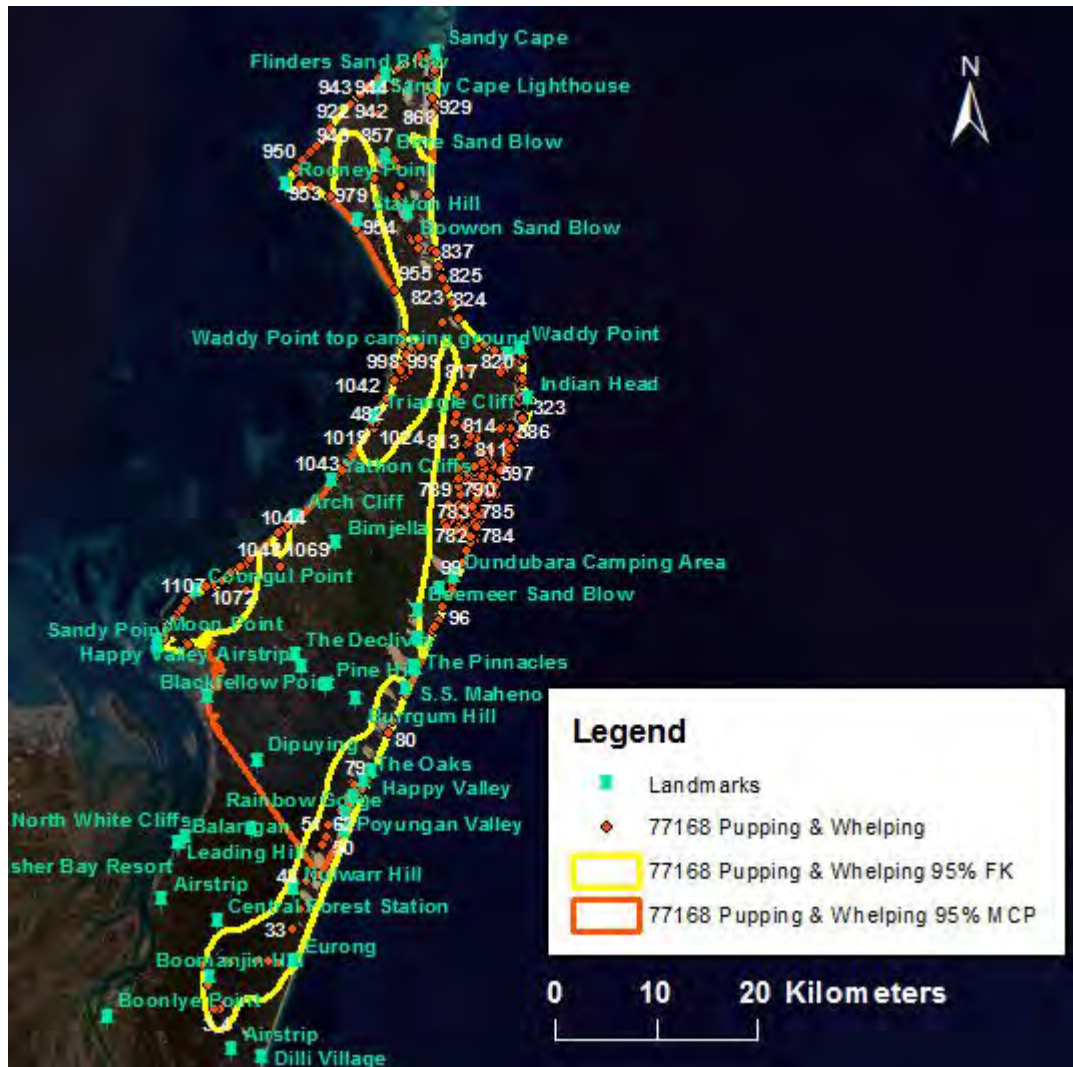 Sandy Cape
N
Flinders Sand Blow
943 944 Sandy Cape Lighthouse
929
922 942
857
Sand Blow
950
Rooney Point
953 979
Station Hill
954
Boowon Sand Blow
837
955 825
823 824
Waddy Point top camping ground
Waddy Point
998 999
820
817
1042
Indian Head
Triangle Cliff
323
482
814
586
1019 1024 813
811
597
1043
Yathon Cliffs
789 790
Arch Cliff
783 785
1044
Bimjella
782 784
1069
Dundubara Camping Area
99
Coongul Point
1107
1072
Beemeer Sand Blow
96
Sandy Point
Moon Point
The Declivity
Happy Valley Airstrip
The Pinnacles
Pine Hill
Blackfellow Point
S.S. Maheno
Burrgum Hill
80
Dipuying
79
The Oaks
Happy Valley
Rainbow Gorge
North White Cliffs
Balarrgan
51 62
Poyungan Valley
Leading Hill
50
sher Bay Resort
Airstrip
Central Forest Station
33
Eurong
Boomanjin Hill
Boonlye Point
Airstrip
Dilli Village
Legend
Landmarks
77168 Pupping & Whelping
77168 Pupping & Whelping 95% FK
77168 Pupping & Whelping 95% MCP
0 10 20 Kilometers